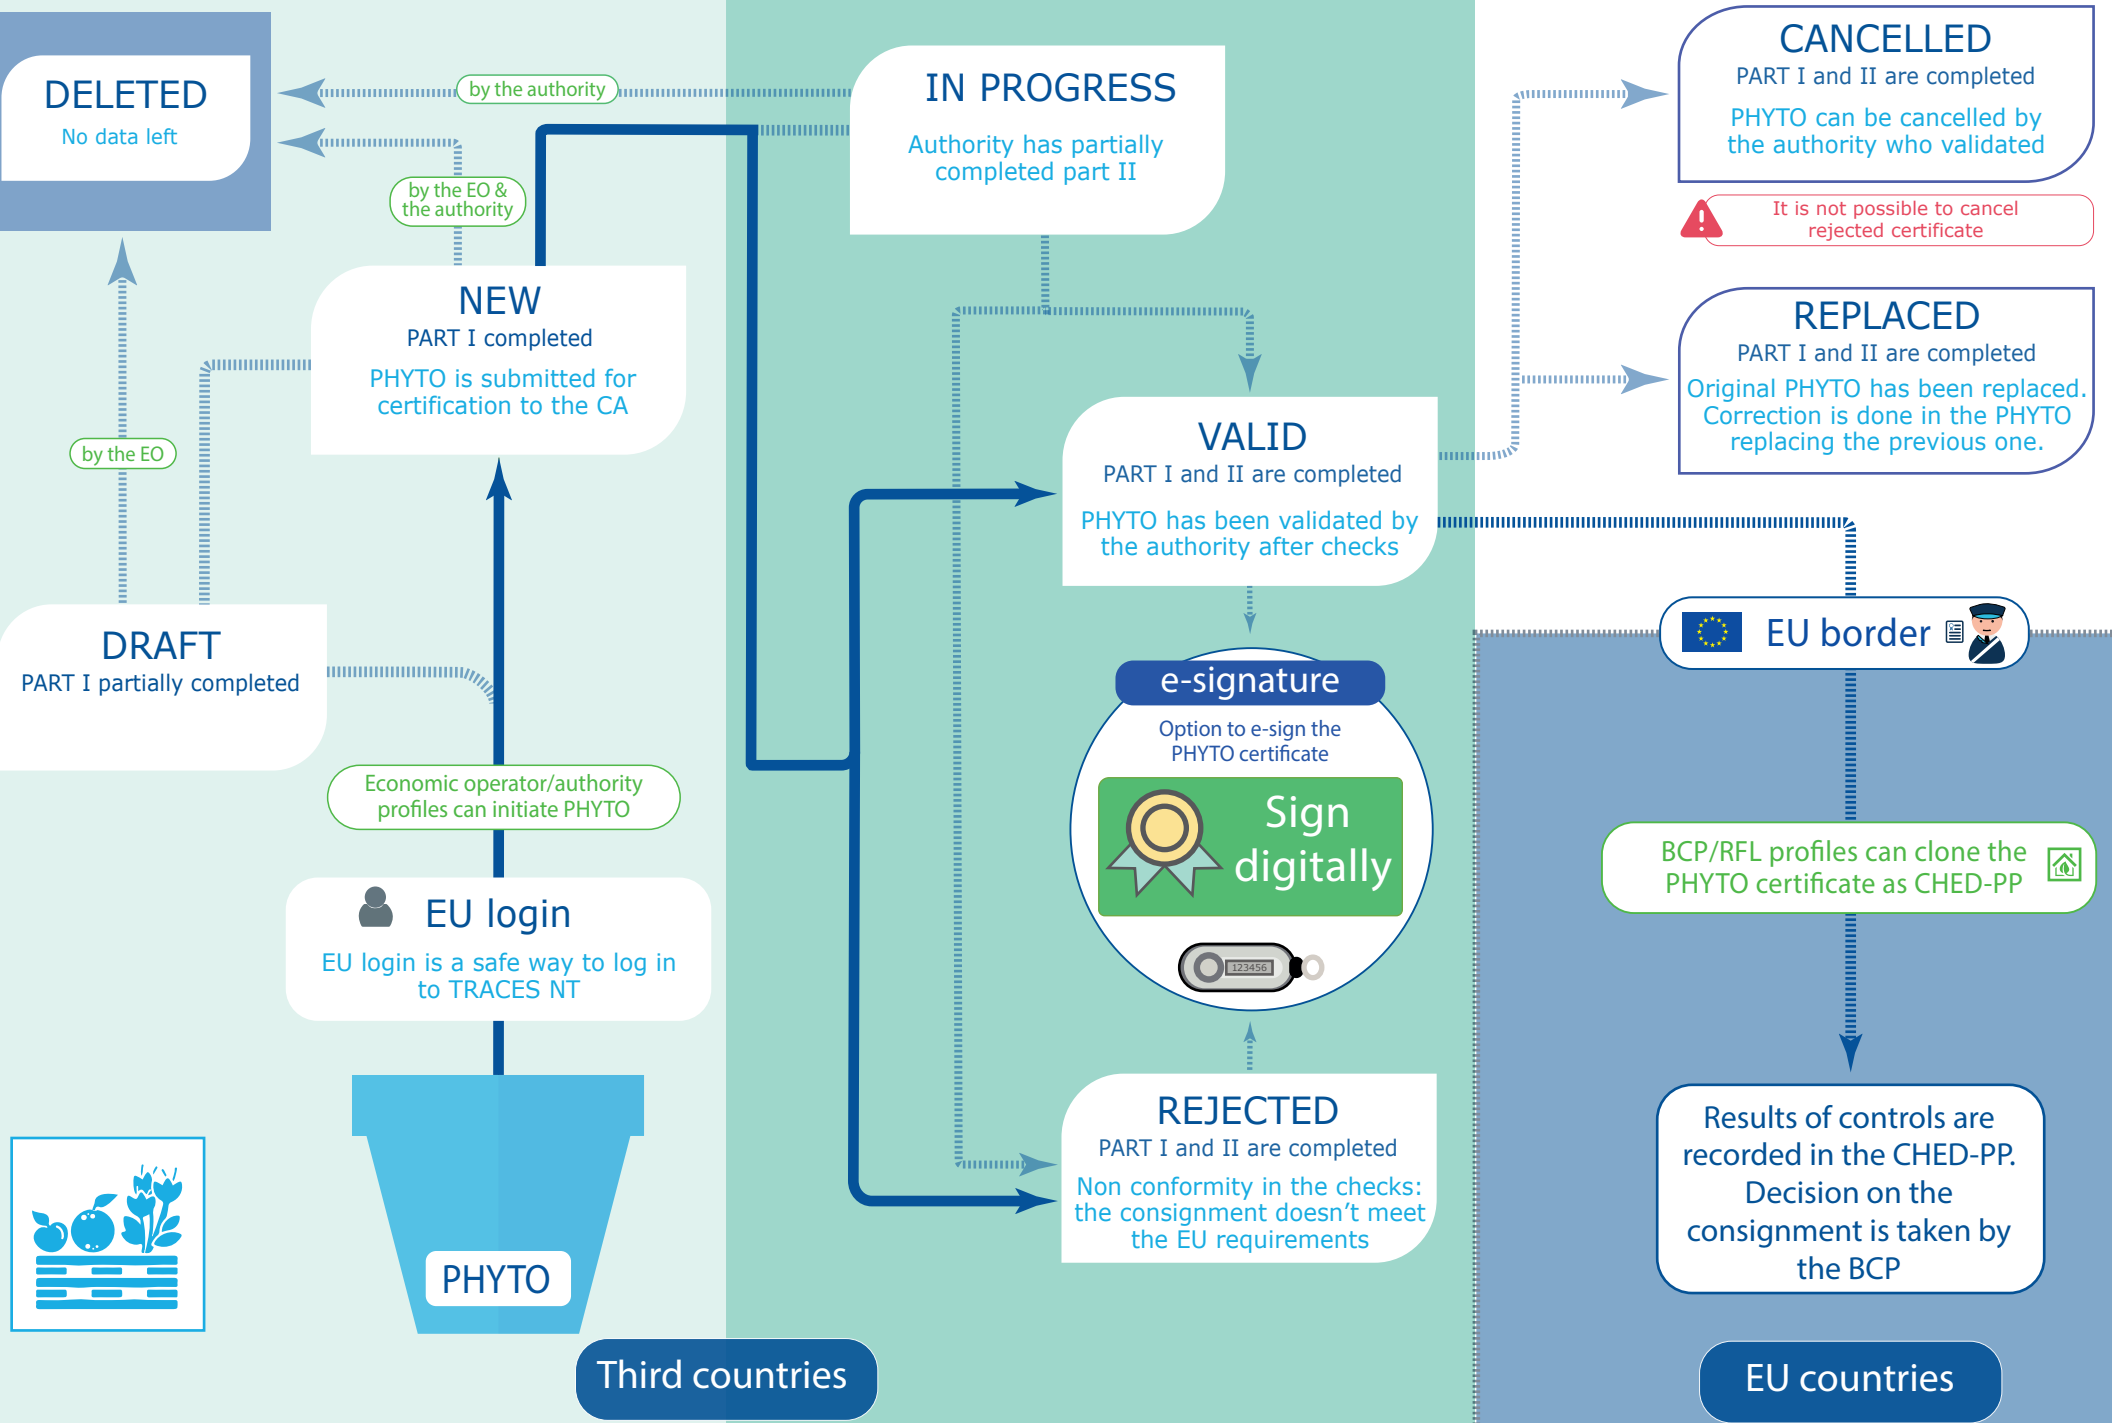 DELETED
No data left
by the authority
by the EO &
the authority
by the EO
NEW
PART I completed
PHYTO is submitted for
certification to the CA
DRAFT
PART I partially completed
Economic operator/authority
profiles can initiate PHYTO
EU login
EU login is a safe way to log in
to TRACES NT
PHYTO
Third countries
IN PROGRESS
Authority has partially
completed part II
VALID
PART I and II are completed
PHYTO has been validated by
the authority after checks
e-signature
Option to e-sign the
PHYTO certificate
Sign
digitally
123456
REJECTED
PART I and II are completed
Non conformity in the checks:
the consignment doesn't meet
the EU requirements
CANCELLED
PART I and II are completed
PHYTO can be cancelled by
the authority who validated
It is not possible to cancel
rejected certificate
REPLACED
PART I and II are completed
Original PHYTO has been replaced.
Correction is done in the PHYTO
replacing the previous one.
EU border
BCP/RFL profiles can clone the
PHYTO certificate as CHED-PP
Results of controls are
recorded in the CHED-PP.
Decision on the
consignment is taken by
the BCP
EU countries